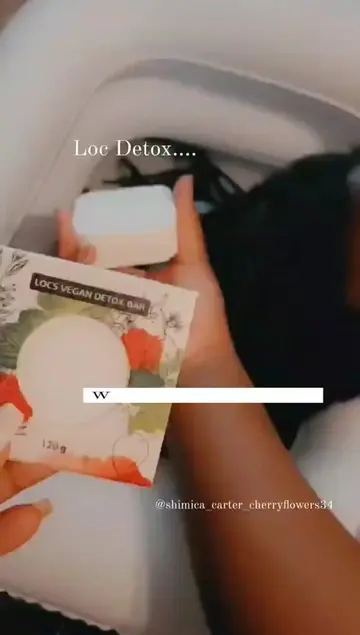 Loc Detox....
LOCS VEGAN DETOX BAR
W
120 g
@shimica_carter_cherryflowers34